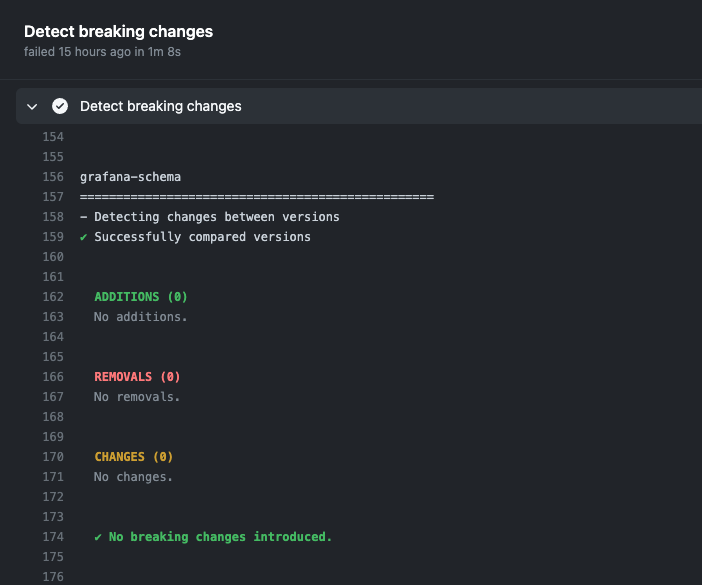 Detect breaking changes
failed 15 hours ago in 1m 8s
Detect breaking changes
154
155
156 grafana-schema
157 =================================================
158 – Detecting changes between versions
159 ✔ Successfully compared versions
160
161
162 ADDITIONS (0)
163 No additions.
164
165
166 REMOVALS (0)
167 No removals.
168
169
170 CHANGES (0)
171 No changes.
172
173
174 ✔ No breaking changes introduced.
175
176